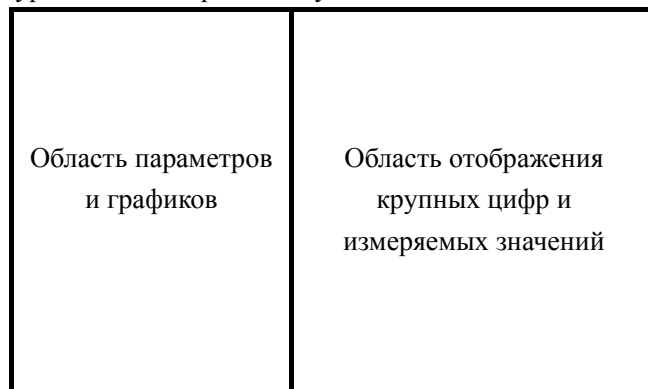 Область параметров
и графиков
Область отображения
крупных цифр и
измеряемых значений